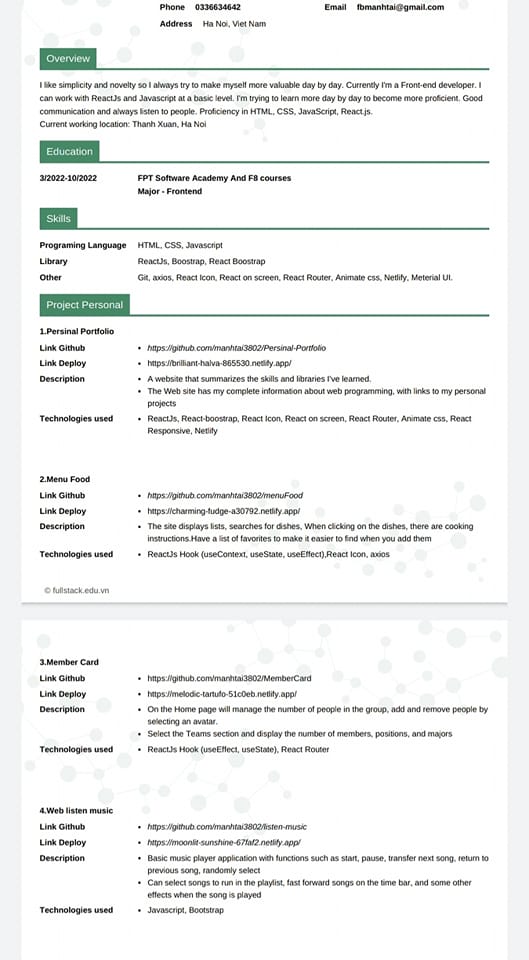 Phone 0336634642 Email fbmanhtai@gmail.com
Address Ha Noi, Viet Nam
Overview
I like simplicity and novelty so I always try to make myself more valuable day by day. Currently I'm a Front-end developer. I
can work with ReactJs and Javascript at a basic level. I'm trying to learn more day by day to become more proficient. Good
communication and always listen to people. Proficiency in HTML, CSS, JavaScript, React.js.
Current working location: Thanh Xuan, Ha Noi
Education
3/2022-10/2022 FPT Software Academy And F8 courses
Major - Frontend
Skills
Programing Language HTML, CSS, Javascript
Library ReactJs, Boostrap, React Boostrap
Other Git, axios, React Icon, React on screen, React Router, Animate css, Netlify, Meterial UI.
Project Personal
1.Persinal Portfolio
Link Github • https://github.com/manhtai3802/Persinal-Portfolio
Link Deploy • https://brilliant-halva-865530.netlify.app/
Description • A website that summarizes the skills and libraries I've learned.
• The Web site has my complete information about web programming, with links to my personal
projects
Technologies used • ReactJs, React-boostrap, React Icon, React on screen, React Router, Animate css, React
Responsive, Netlify
2.Menu Food
Link Github • https://github.com/manhtai3802/menuFood
Link Deploy • https://charming-fudge-a30792.netlify.app/
Description • The site displays lists, searches for dishes, When clicking on the dishes, there are cooking
instructions.Have a list of favorites to make it easier to find when you add them
Technologies used • ReactJs Hook (useContext, useState, useEffect),React Icon, axios
© fullstack.edu.vn
3.Member Card
Link Github • https://github.com/manhtai3802/MemberCard
Link Deploy • https://melodic-tartufo-51c0eb.netlify.app/
Description • On the Home page will manage the number of people in the group, add and remove people by
selecting an avatar.
• Select the Teams section and display the number of members, positions, and majors
Technologies used • ReactJs Hook (useEffect, useState), React Router
4.Web listen music
Link Github • https://github.com/manhtai3802/listen-music
Link Deploy • https://moonlit-sunshine-67faf2.netlify.app/
Description • Basic music player application with functions such as start, pause, transfer next song, return to
previous song, randomly select
• Can select songs to run in the playlist, fast forward songs on the time bar, and some other
effects when the song is played
Technologies used • Javascript, Bootstrap